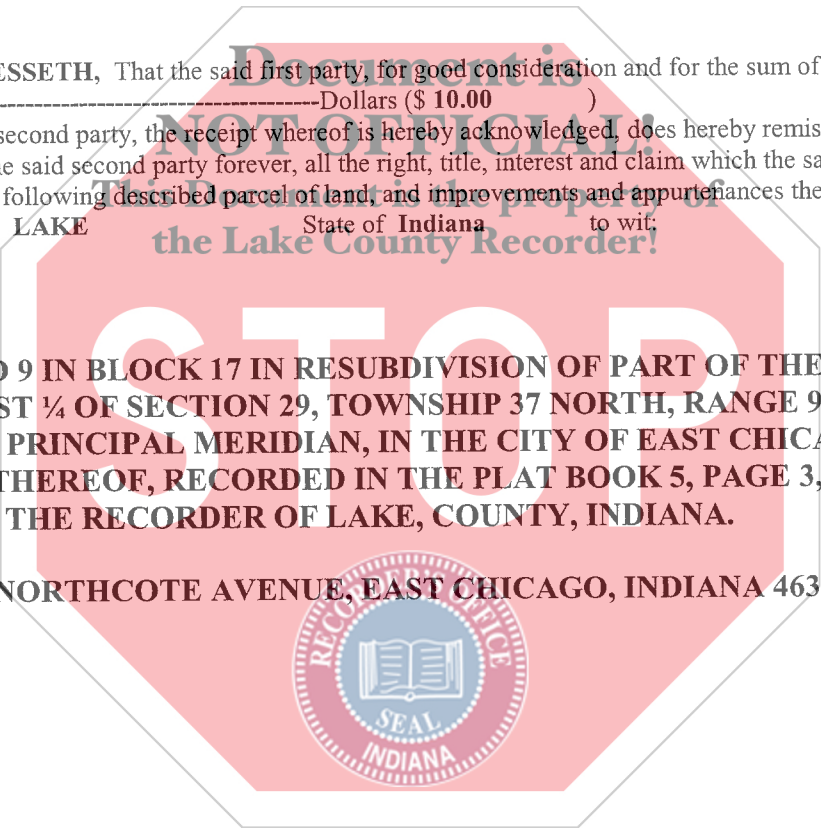 Document is
ESSETH, That the said first party, for good consideration and for the sum of
-------------------------------------Dollars ($ 10.00 )
NOT OFFICIAL!
second party, the receipt whereof is hereby acknowledged, does hereby remis
e said second party forever, all the right, title, interest and claim which the sa
This Document is the property of
following described parcel of land, and improvements and appurtenances the
LAKE State of Indiana to wit:
the Lake County Recorder!
STOP
9 IN BLOCK 17 IN RESUBDIVISION OF PART OF THE
ST ¼ OF SECTION 29, TOWNSHIP 37 NORTH, RANGE 9
PRINCIPAL MERIDIAN, IN THE CITY OF EAST CHICA
THEREOF, RECORDED IN THE PLAT BOOK 5, PAGE 3,
THE RECORDER OF LAKE, COUNTY, INDIANA.
NORTHCOTE AVENUE, EAST CHICAGO, INDIANA 463
RECORDERS OFFICE
SEAL
INDIANA